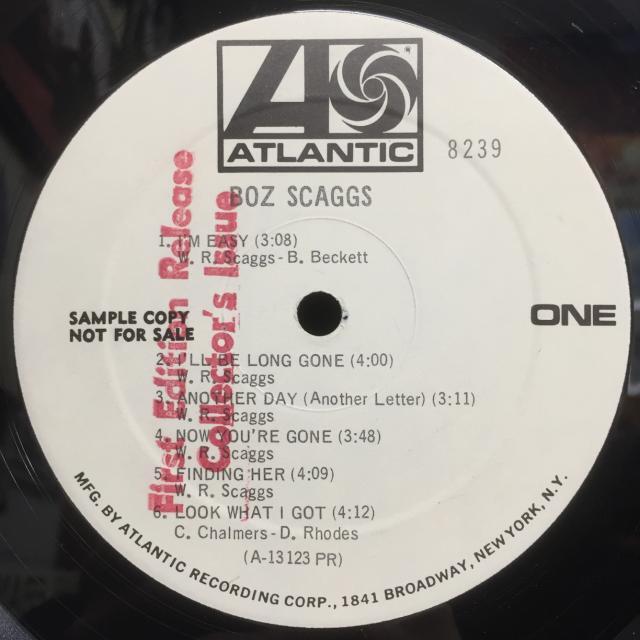 ATLANTIC
8239
BOZ SCAGGS
1. I'M EASY (3:08)
W. R. Scaggs - B. Beckett
SAMPLE COPY
NOT FOR SALE
ONE
2. I'LL BE LONG GONE (4:00)
W. R. Scaggs
3. ANOTHER DAY (Another Letter) (3:11)
W. R. Scaggs
4. NOW YOU'RE GONE (3:48)
W. R. Scaggs
5. FINDING HER (4:09)
W. R. Scaggs
6. LOOK WHAT I GOT (4:12)
C. Chalmers - D. Rhodes
(A-13123 PR)
MFG. BY ATLANTIC RECORDING CORP., 1841 BROADWAY, NEW YORK, N.Y.
First Edition Release
Collector's Issue